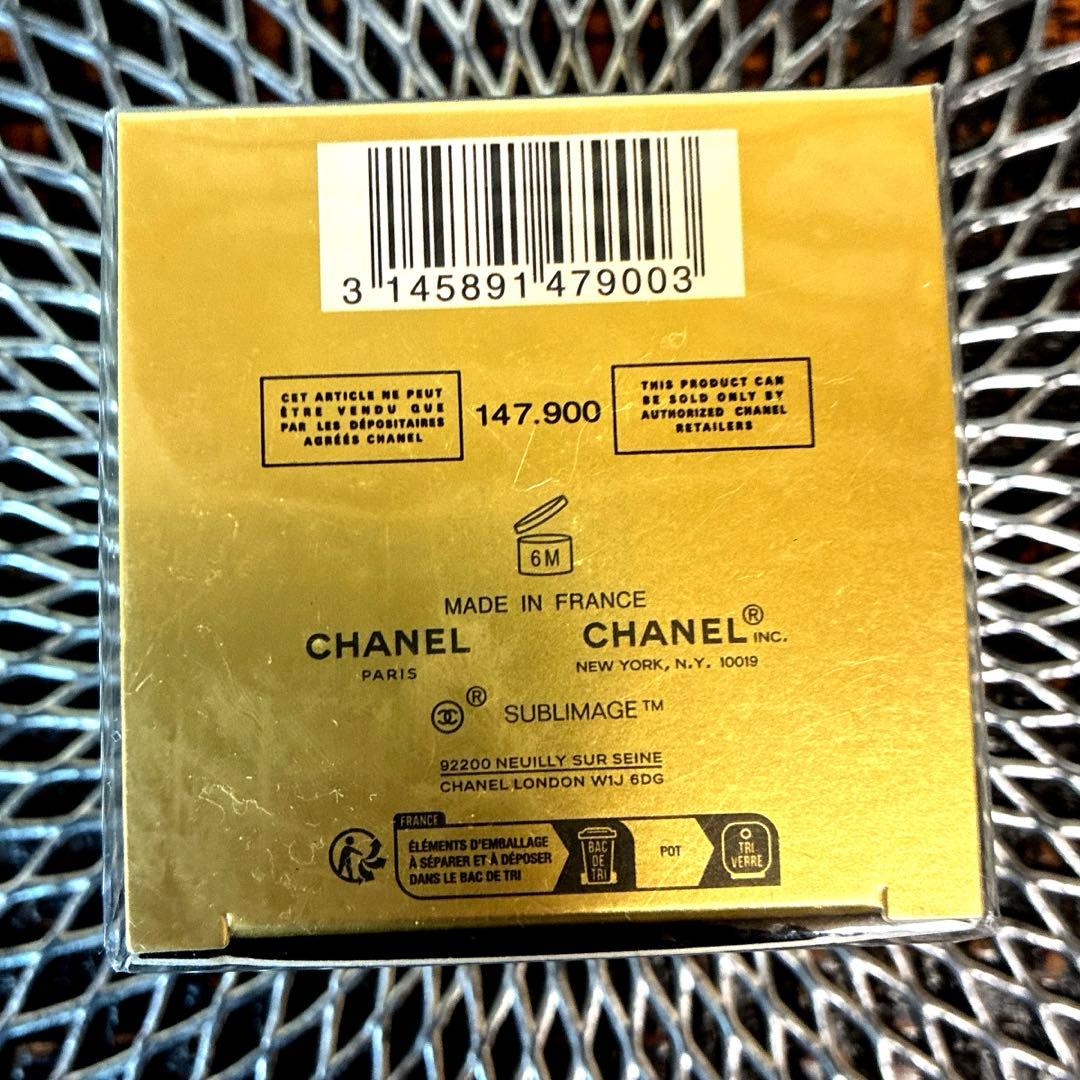 3 145891 479003
CET ARTICLE NE PEUT
ÊTRE VENDU QUE
PAR LES DÉPOSITAIRES
AGRÉÉS CHANEL
147.900
THIS PRODUCT CAN
BE SOLD ONLY BY
AUTHORIZED CHANEL
RETAILERS
6M
MADE IN FRANCE
CHANEL
PARIS
CHANEL® INC.
NEW YORK, N.Y. 10019
® SUBLIMAGE™
92200 NEUILLY SUR SEINE
CHANEL LONDON W1J 6DG
FRANCE
ÉLÉMENTS D'EMBALLAGE
À SÉPARER ET À DÉPOSER
DANS LE BAC DE TRI
BAC
DE
TRI
POT
TRI
VERRE